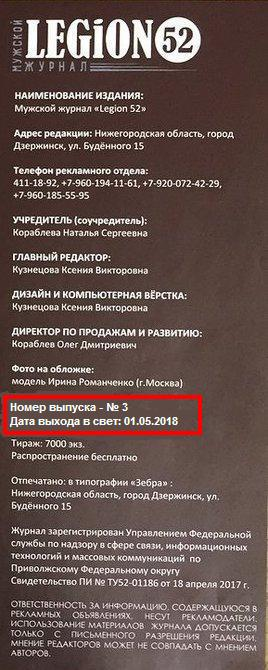 МУЖСКОЙ
ЖУРНАЛ
LEGiON 52
НАИМЕНОВАНИЕ ИЗДАНИЯ:
Мужской журнал «Legion 52»
Адрес редакции: Нижегородская область, город
Дзержинск, ул. Будённого 15
Телефон рекламного отдела:
411-18-92, +7-960-194-11-61, +7-920-072-42-29,
+7-960-185-55-95
УЧРЕДИТЕЛЬ (соучредитель):
Кораблева Наталья Сергеевна
ГЛАВНЫЙ РЕДАКТОР:
Кузнецова Ксения Викторовна
ДИЗАЙН И КОМПЬЮТЕРНАЯ ВЁРСТКА:
Кузнецова Ксения Викторовна
ДИРЕКТОР ПО ПРОДАЖАМ И РАЗВИТИЮ:
Кораблев Олег Дмитриевич
Фото на обложке:
модель Ирина Романченко (г.Москва)
Номер выпуска - № 3
Дата выхода в свет: 01.05.2018
Тираж: 7000 экз.
Распространение бесплатно
Отпечатано: в типографии «Зебра» :
Нижегородская область, город Дзержинск, ул.
Будённого 15
Журнал зарегистрирован Управлением Федеральной
службы по надзору в сфере связи, информационных
технологий и массовых коммуникаций по
Приволжскому Федеральному округу
Свидетельство ПИ № ТУ52-01186 от 18 апреля 2017 г.
ОТВЕТСТВЕННОСТЬ ЗА ИНФОРМАЦИЮ, СОДЕРЖАЩУЮСЯ В
РЕКЛАМНЫХ ОБЪЯВЛЕНИЯХ, НЕСУТ РЕКЛАМОДАТЕЛИ.
ИСПОЛЬЗОВАНИЕ МАТЕРИАЛОВ ЖУРНАЛА ДОПУСКАЕТСЯ
ТОЛЬКО С ПИСЬМЕННОГО РАЗРЕШЕНИЯ РЕДАКЦИИ.
МНЕНИЕ РЕДАКТОРОВ МОЖЕТ НЕ СОВПАДАТЬ С МНЕНИЕМ
АВТОРОВ.